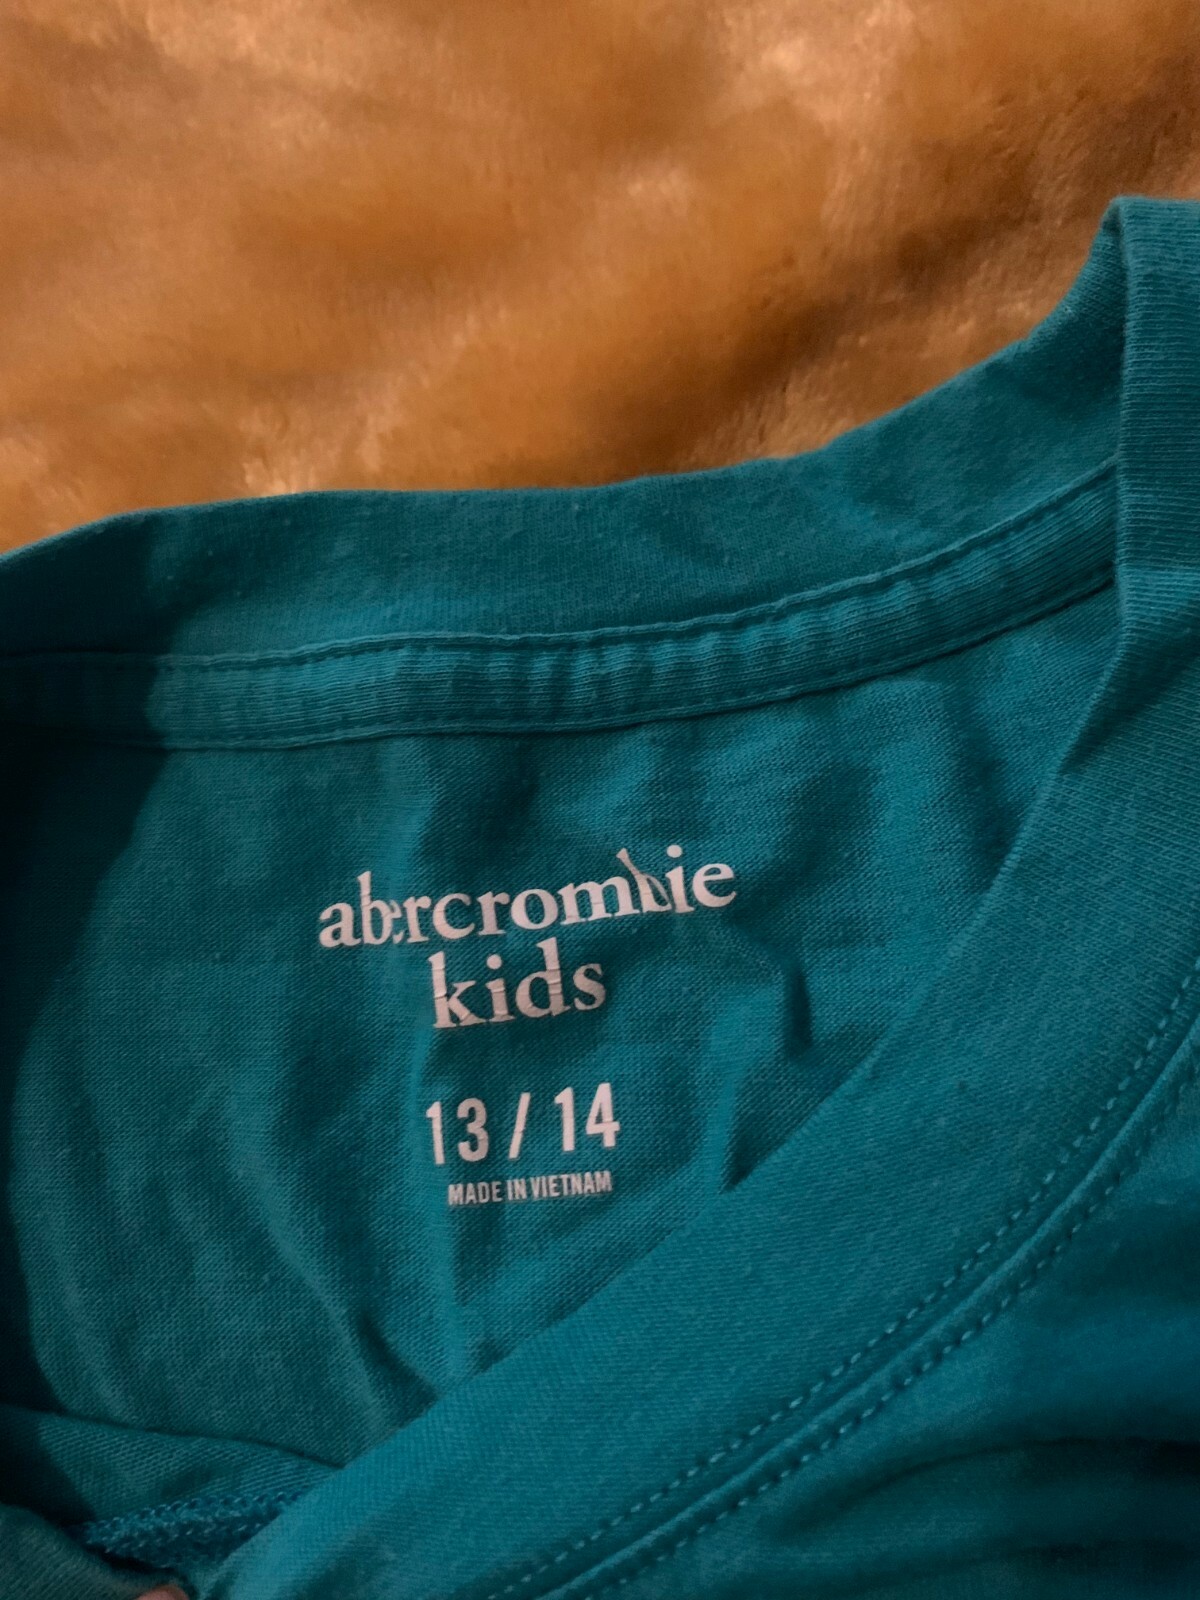 abercrombie
kids
13 / 14
MADE IN VIETNAM